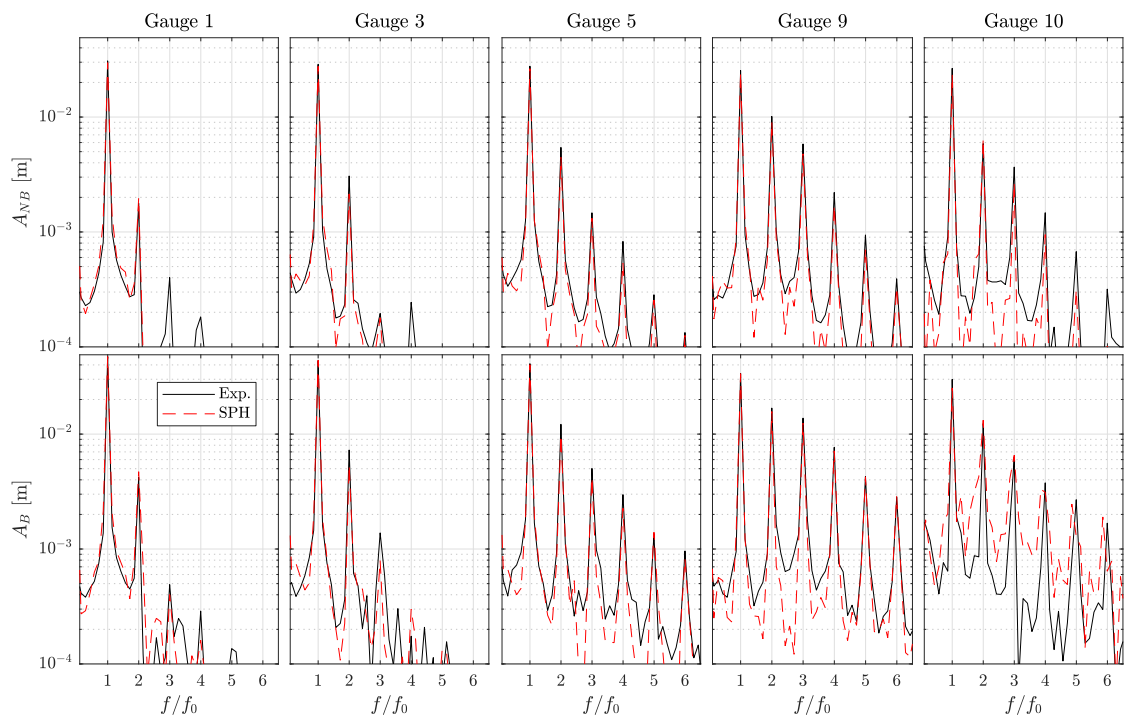 Gauge 1 Gauge 3 Gauge 5 Gauge 9 Gauge 10
10^{-2}
A_{NB} [m]
10^{-3}
10^{-4}
Exp.
SPH
10^{-2}
A_B [m]
10^{-3}
10^{-4}
1 2 3 4 5 6 1 2 3 4 5 6 1 2 3 4 5 6 1 2 3 4 5 6 1 2 3 4 5 6
f/f_0 f/f_0 f/f_0 f/f_0 f/f_0